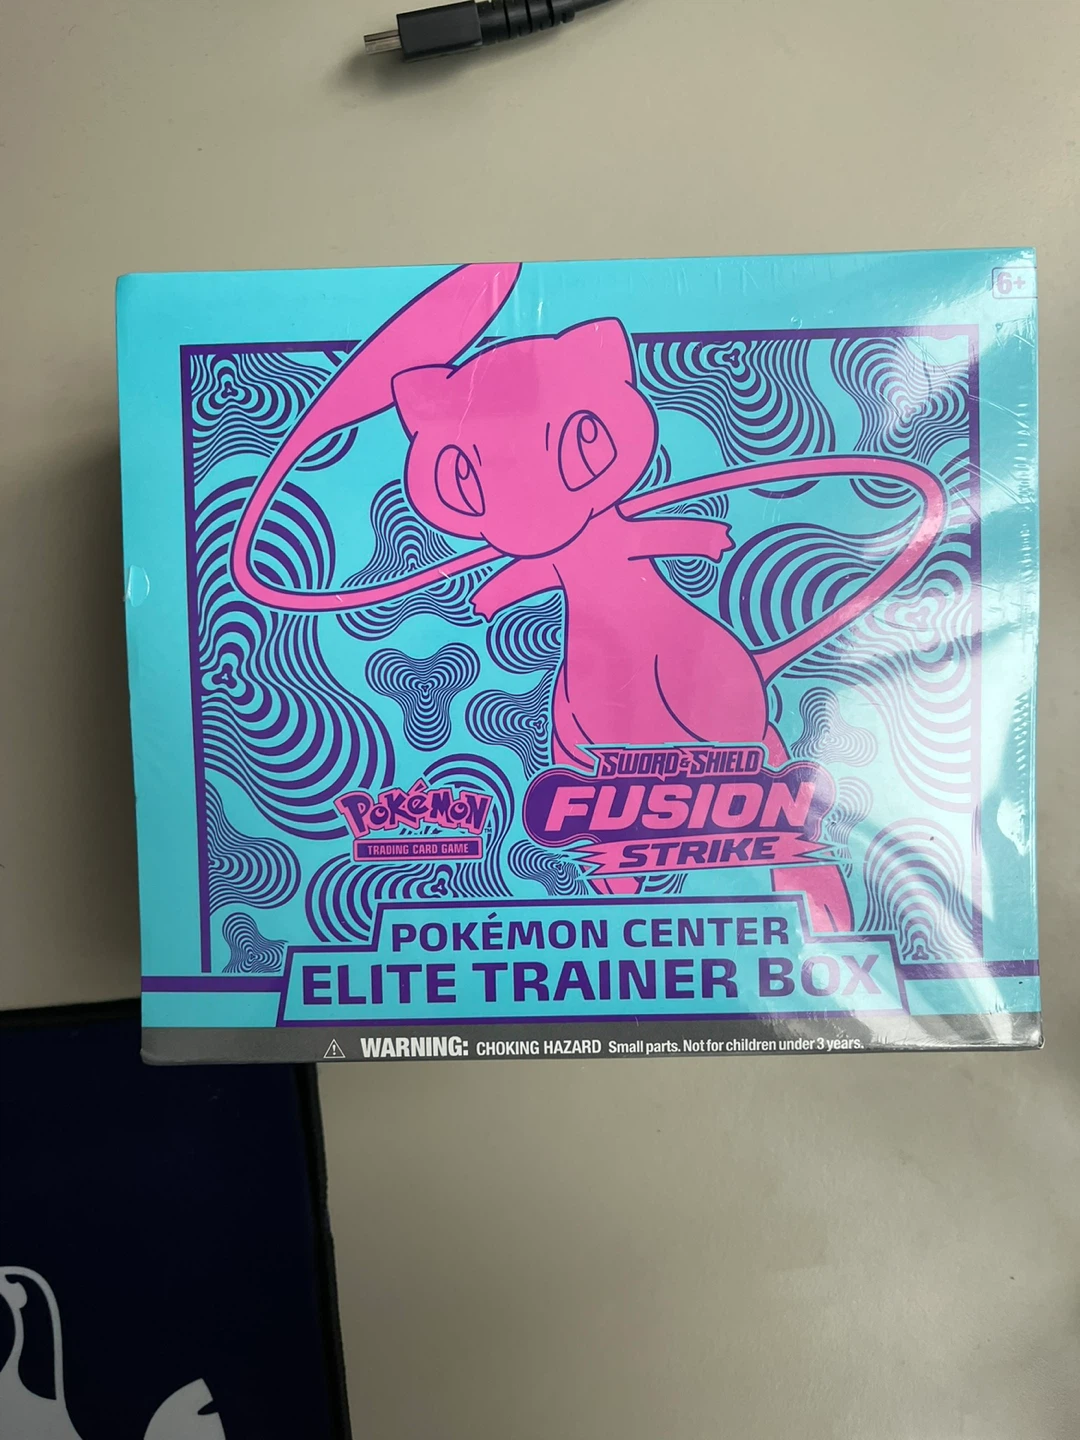 6+
SWORD & SHIELD
FUSION
STRIKE
POKéMON
TRADING CARD GAME
POKÉMON CENTER
ELITE TRAINER BOX
WARNING: CHOKING HAZARD Small parts. Not for children under 3 years.